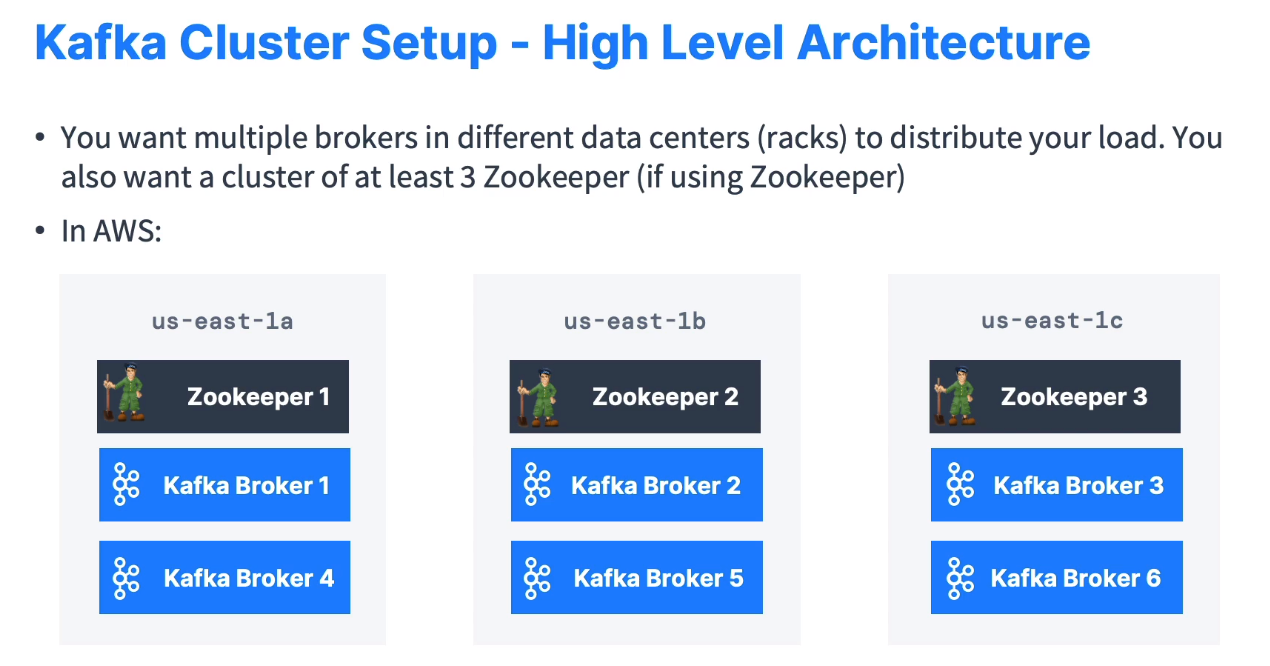 Kafka Cluster Setup - High Level Architecture
• You want multiple brokers in different data centers (racks) to distribute your load. You
also want a cluster of at least 3 Zookeeper (if using Zookeeper)
• In AWS:
us-east-1a
Zookeeper 1
Kafka Broker 1
Kafka Broker 4
us-east-1b
Zookeeper 2
Kafka Broker 2
Kafka Broker 5
us-east-1c
Zookeeper 3
Kafka Broker 3
Kafka Broker 6